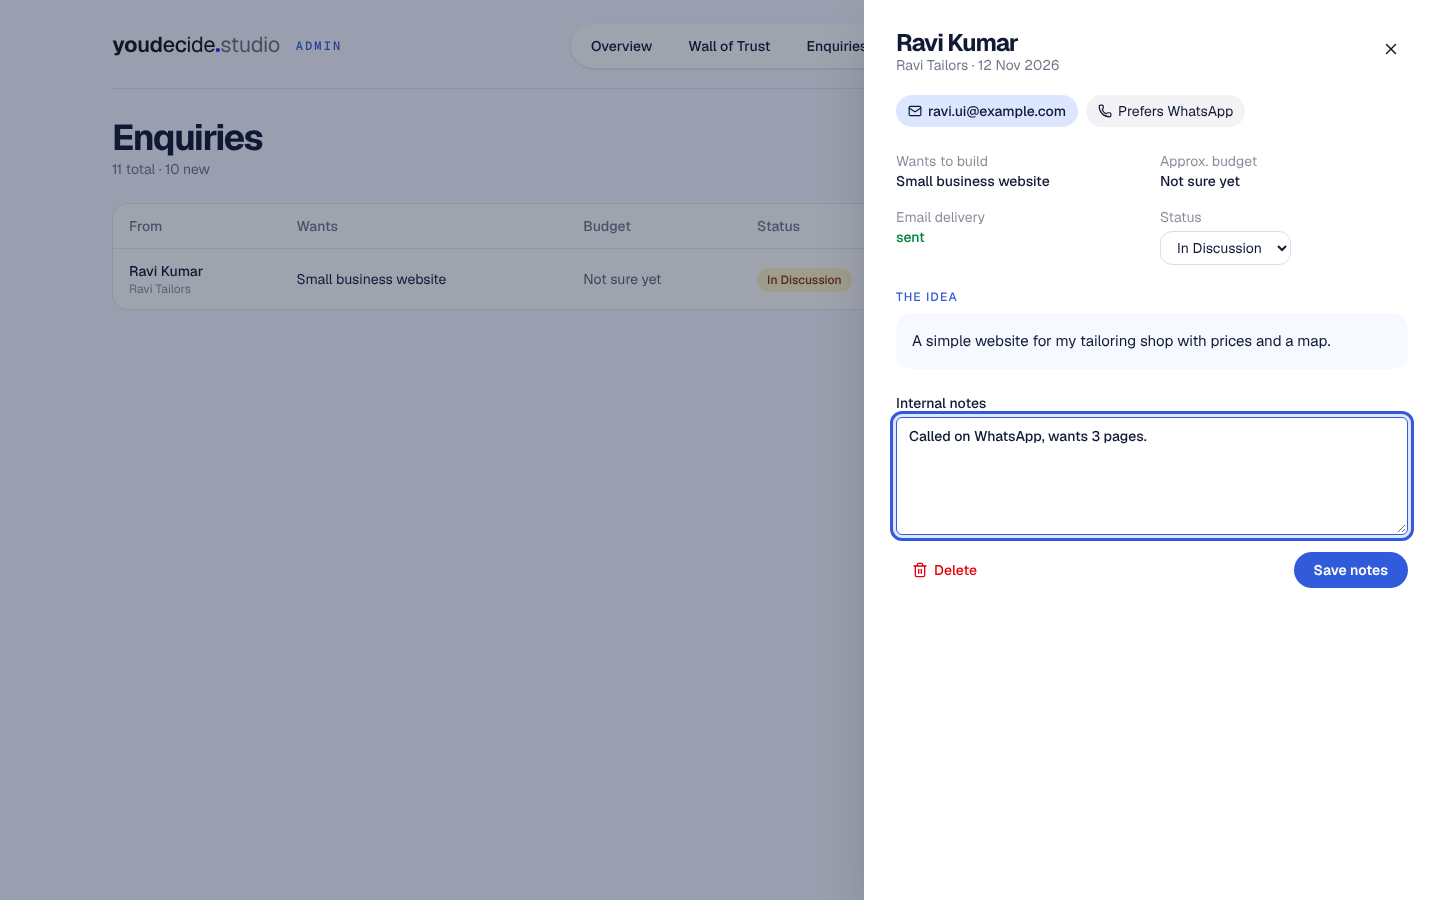 youdecide.studio ADMIN
Overview Wall of Trust Enquiries
Enquiries
11 total · 10 new
From Wants Budget Status
Ravi Kumar
Ravi Tailors
Small business website
Not sure yet
In Discussion
Ravi Kumar
Ravi Tailors · 12 Nov 2026
ravi.ui@example.com
Prefers WhatsApp
Wants to build
Small business website
Approx. budget
Not sure yet
Email delivery
sent
Status
In Discussion
THE IDEA
A simple website for my tailoring shop with prices and a map.
Internal notes
Called on WhatsApp, wants 3 pages.
Delete
Save notes